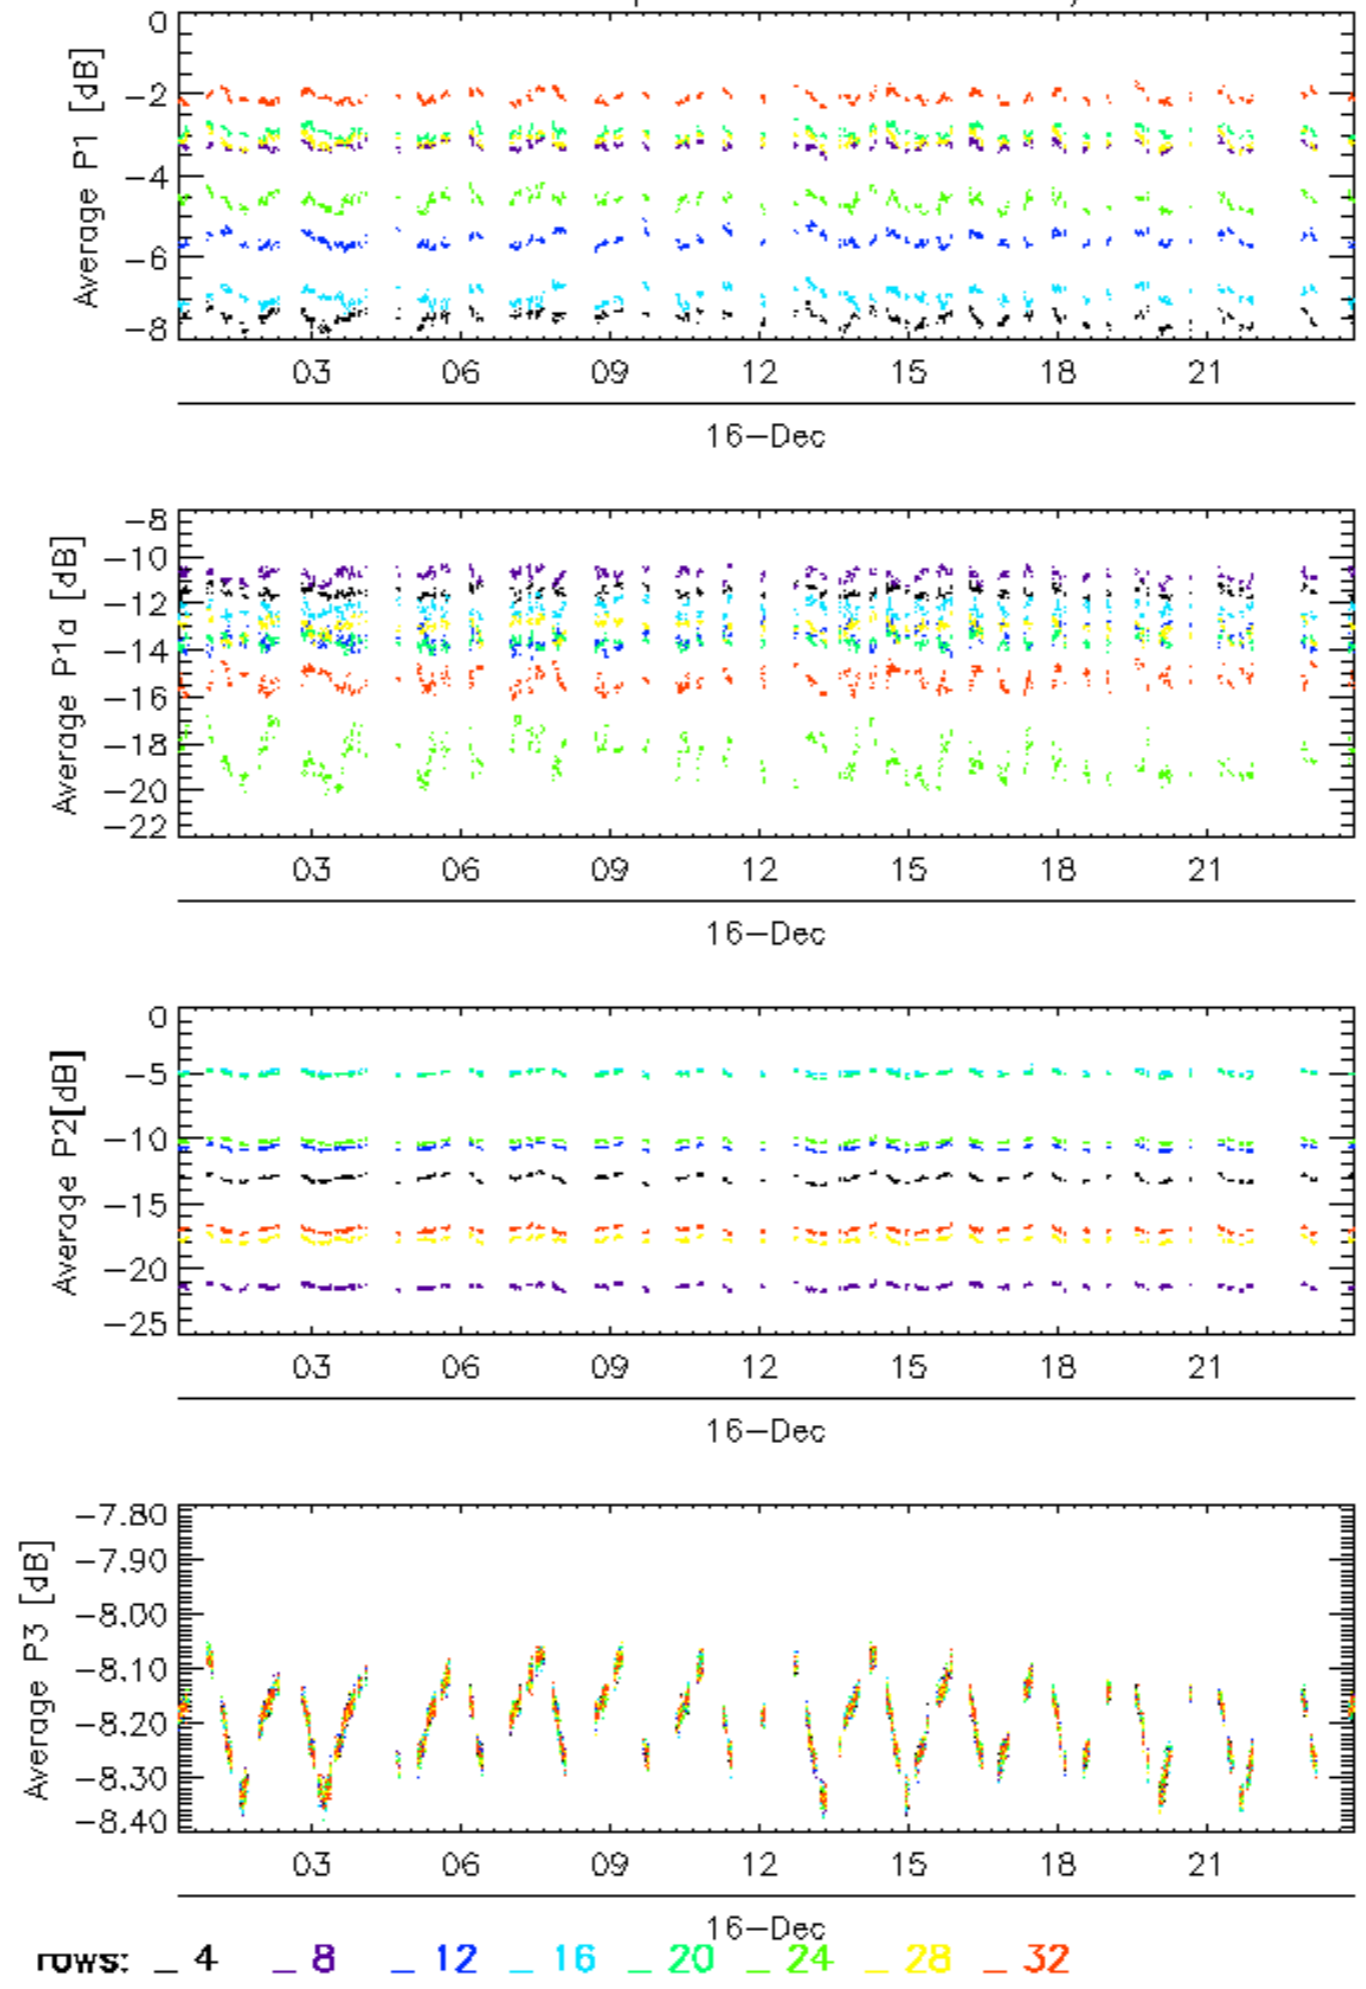 Average P1 [dB]
0
−2
−4
−6
−8
03 06 09 12 15 18 21
16−Dec
Average P1a [dB]
−8
−10
−12
−14
−16
−18
−20
−22
03 06 09 12 15 18 21
16−Dec
Average P2[dB]
0
−5
−10
−15
−20
−25
03 06 09 12 15 18 21
16−Dec
Average P3 [dB]
−7.80
−7.90
−8.00
−8.10
−8.20
−8.30
−8.40
03 06 09 12 15 18 21
16−Dec
rows: _ 4 _ 8 _ 12 _ 16 _ 20 _ 24 _ 28 _ 32